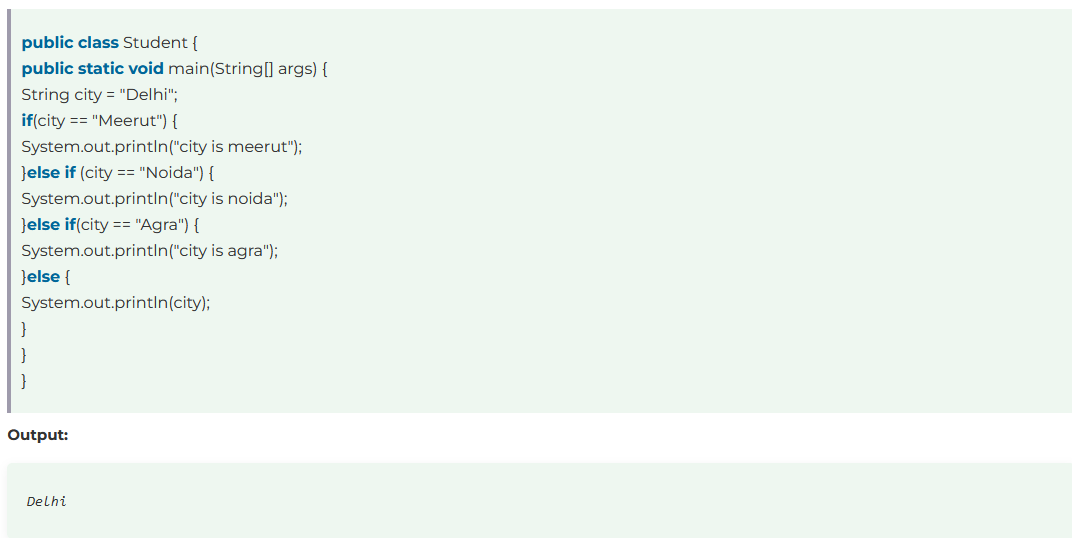 public class Student {
public static void main(String[] args) {
String city = "Delhi";
if(city == "Meerut") {
System.out.println("city is meerut");
}else if (city == "Noida") {
System.out.println("city is noida");
}else if(city == "Agra") {
System.out.println("city is agra");
}else {
System.out.println(city);
}
}
}
Output:
Delhi